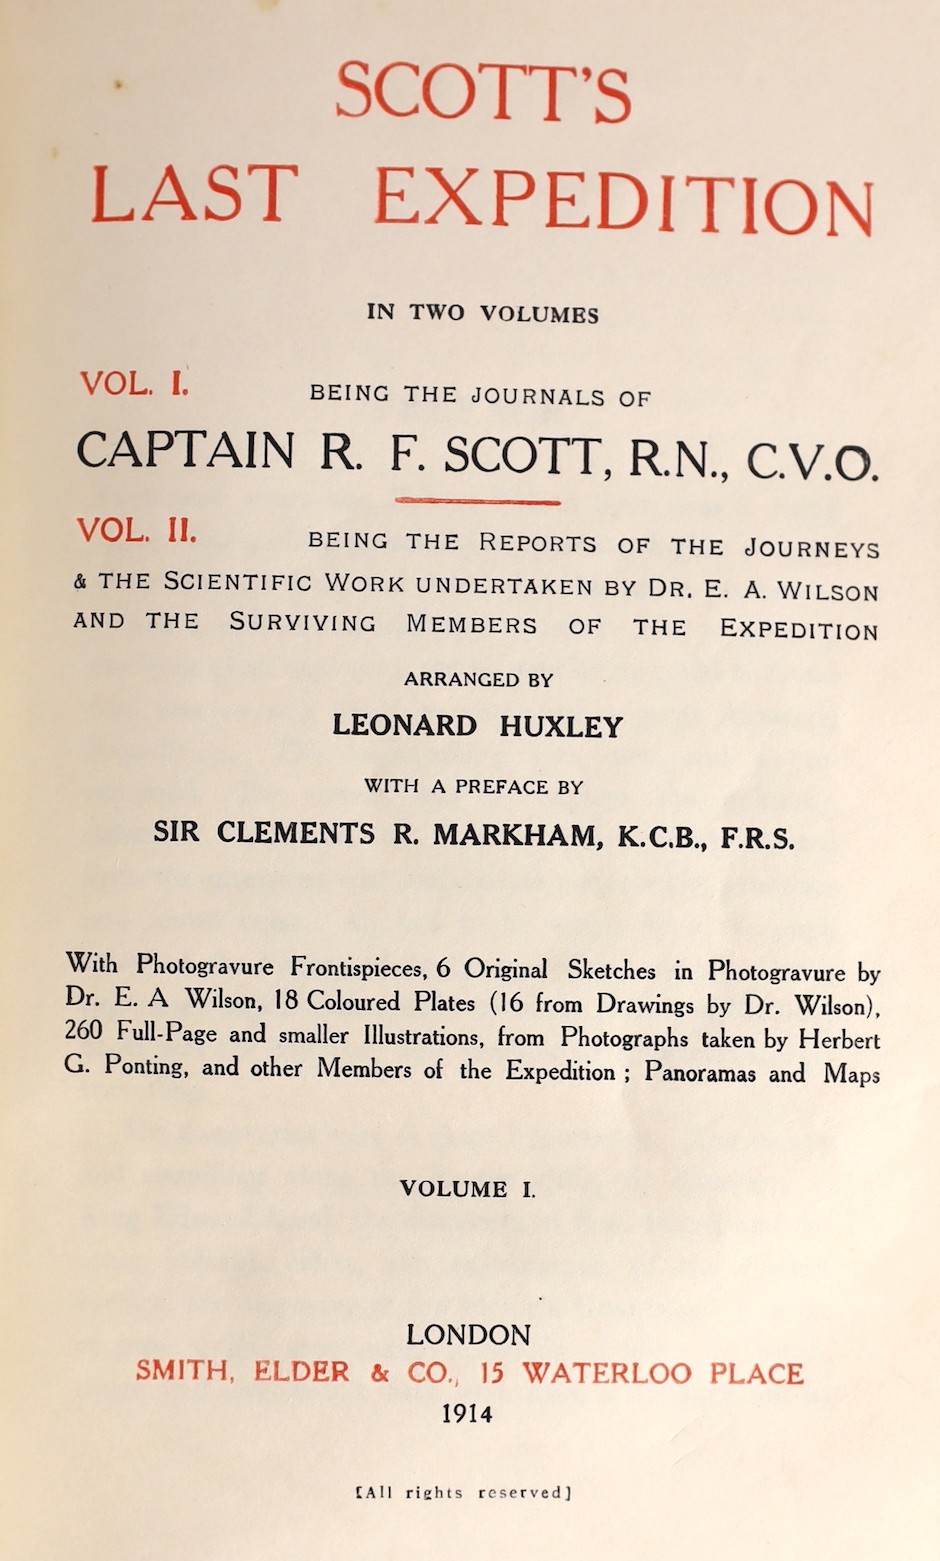 SCOTT'S
LAST EXPEDITION
IN TWO VOLUMES
VOL. I. BEING THE JOURNALS OF
CAPTAIN R. F. SCOTT, R.N., C.V.O.
VOL. II. BEING THE REPORTS OF THE JOURNEYS
& THE SCIENTIFIC WORK UNDERTAKEN BY DR. E. A. WILSON
AND THE SURVIVING MEMBERS OF THE EXPEDITION
ARRANGED BY
LEONARD HUXLEY
WITH A PREFACE BY
SIR CLEMENTS R. MARKHAM, K.C.B., F.R.S.
With Photogravure Frontispieces, 6 Original Sketches in Photogravure by
Dr. E. A Wilson, 18 Coloured Plates (16 from Drawings by Dr. Wilson),
260 Full-Page and smaller Illustrations, from Photographs taken by Herbert
G. Ponting, and other Members of the Expedition ; Panoramas and Maps
VOLUME I.
LONDON
SMITH, ELDER & CO., 15 WATERLOO PLACE
1914
[All rights reserved]